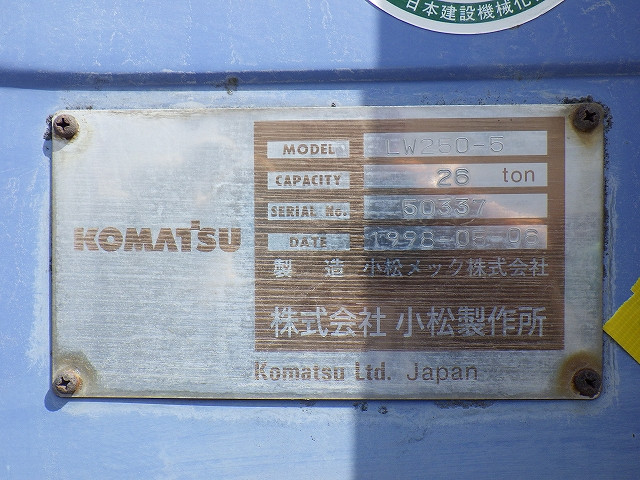 日本建設機械化
MODEL LW250-5
CAPACITY 26 ton
SERIAL No. 50337
DATE 1998-05-06
KOMATSU
製 造 小松メック株式会社
株式会社 小松製作所
Komatsu Ltd. Japan